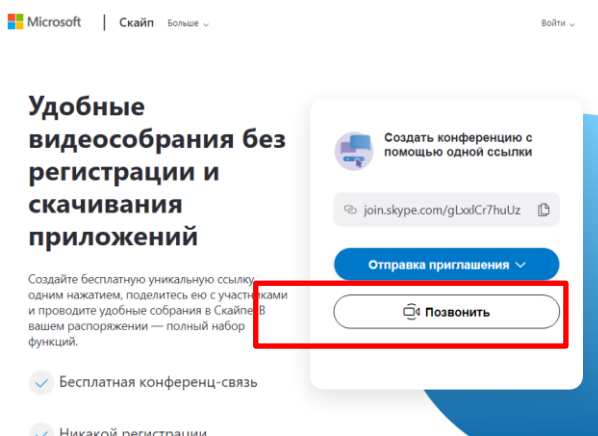 Microsoft
Скайп
Больше
Войти
Удобные
видеособрания без
регистрации и
скачивания
приложений
Создайте бесплатную уникальную ссылку
одним нажатием, поделитесь ею с участниками
и проводите удобные собрания в Скайпе. В
вашем распоряжении — полный набор
функций.
Бесплатная конференц-связь
Никакой регистрации
Создать конференцию с
помощью одной ссылки
join.skype.com/gLxxlCr7huUz
Отправка приглашения
Позвонить